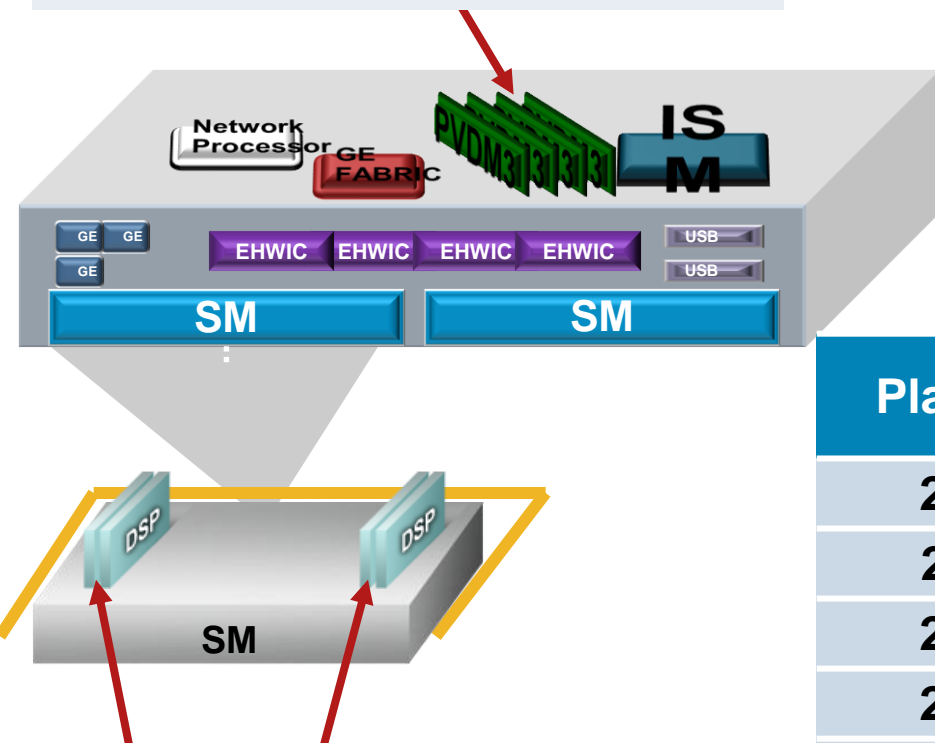 Network
Processor
GE
FABRIC
PVDM3 3 3 3
IS
M
GE GE
GE
EHWIC EHWIC EHWIC EHWIC
USB
USB
SM SM
DSP DSP
SM
Pla
2
2
2
2